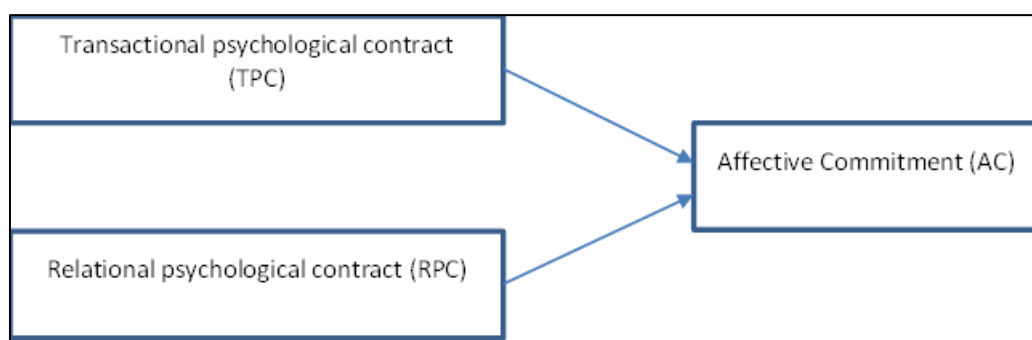 Transactional psychological contract
(TPC)
Affective Commitment (AC)
Relational psychological contract (RPC)